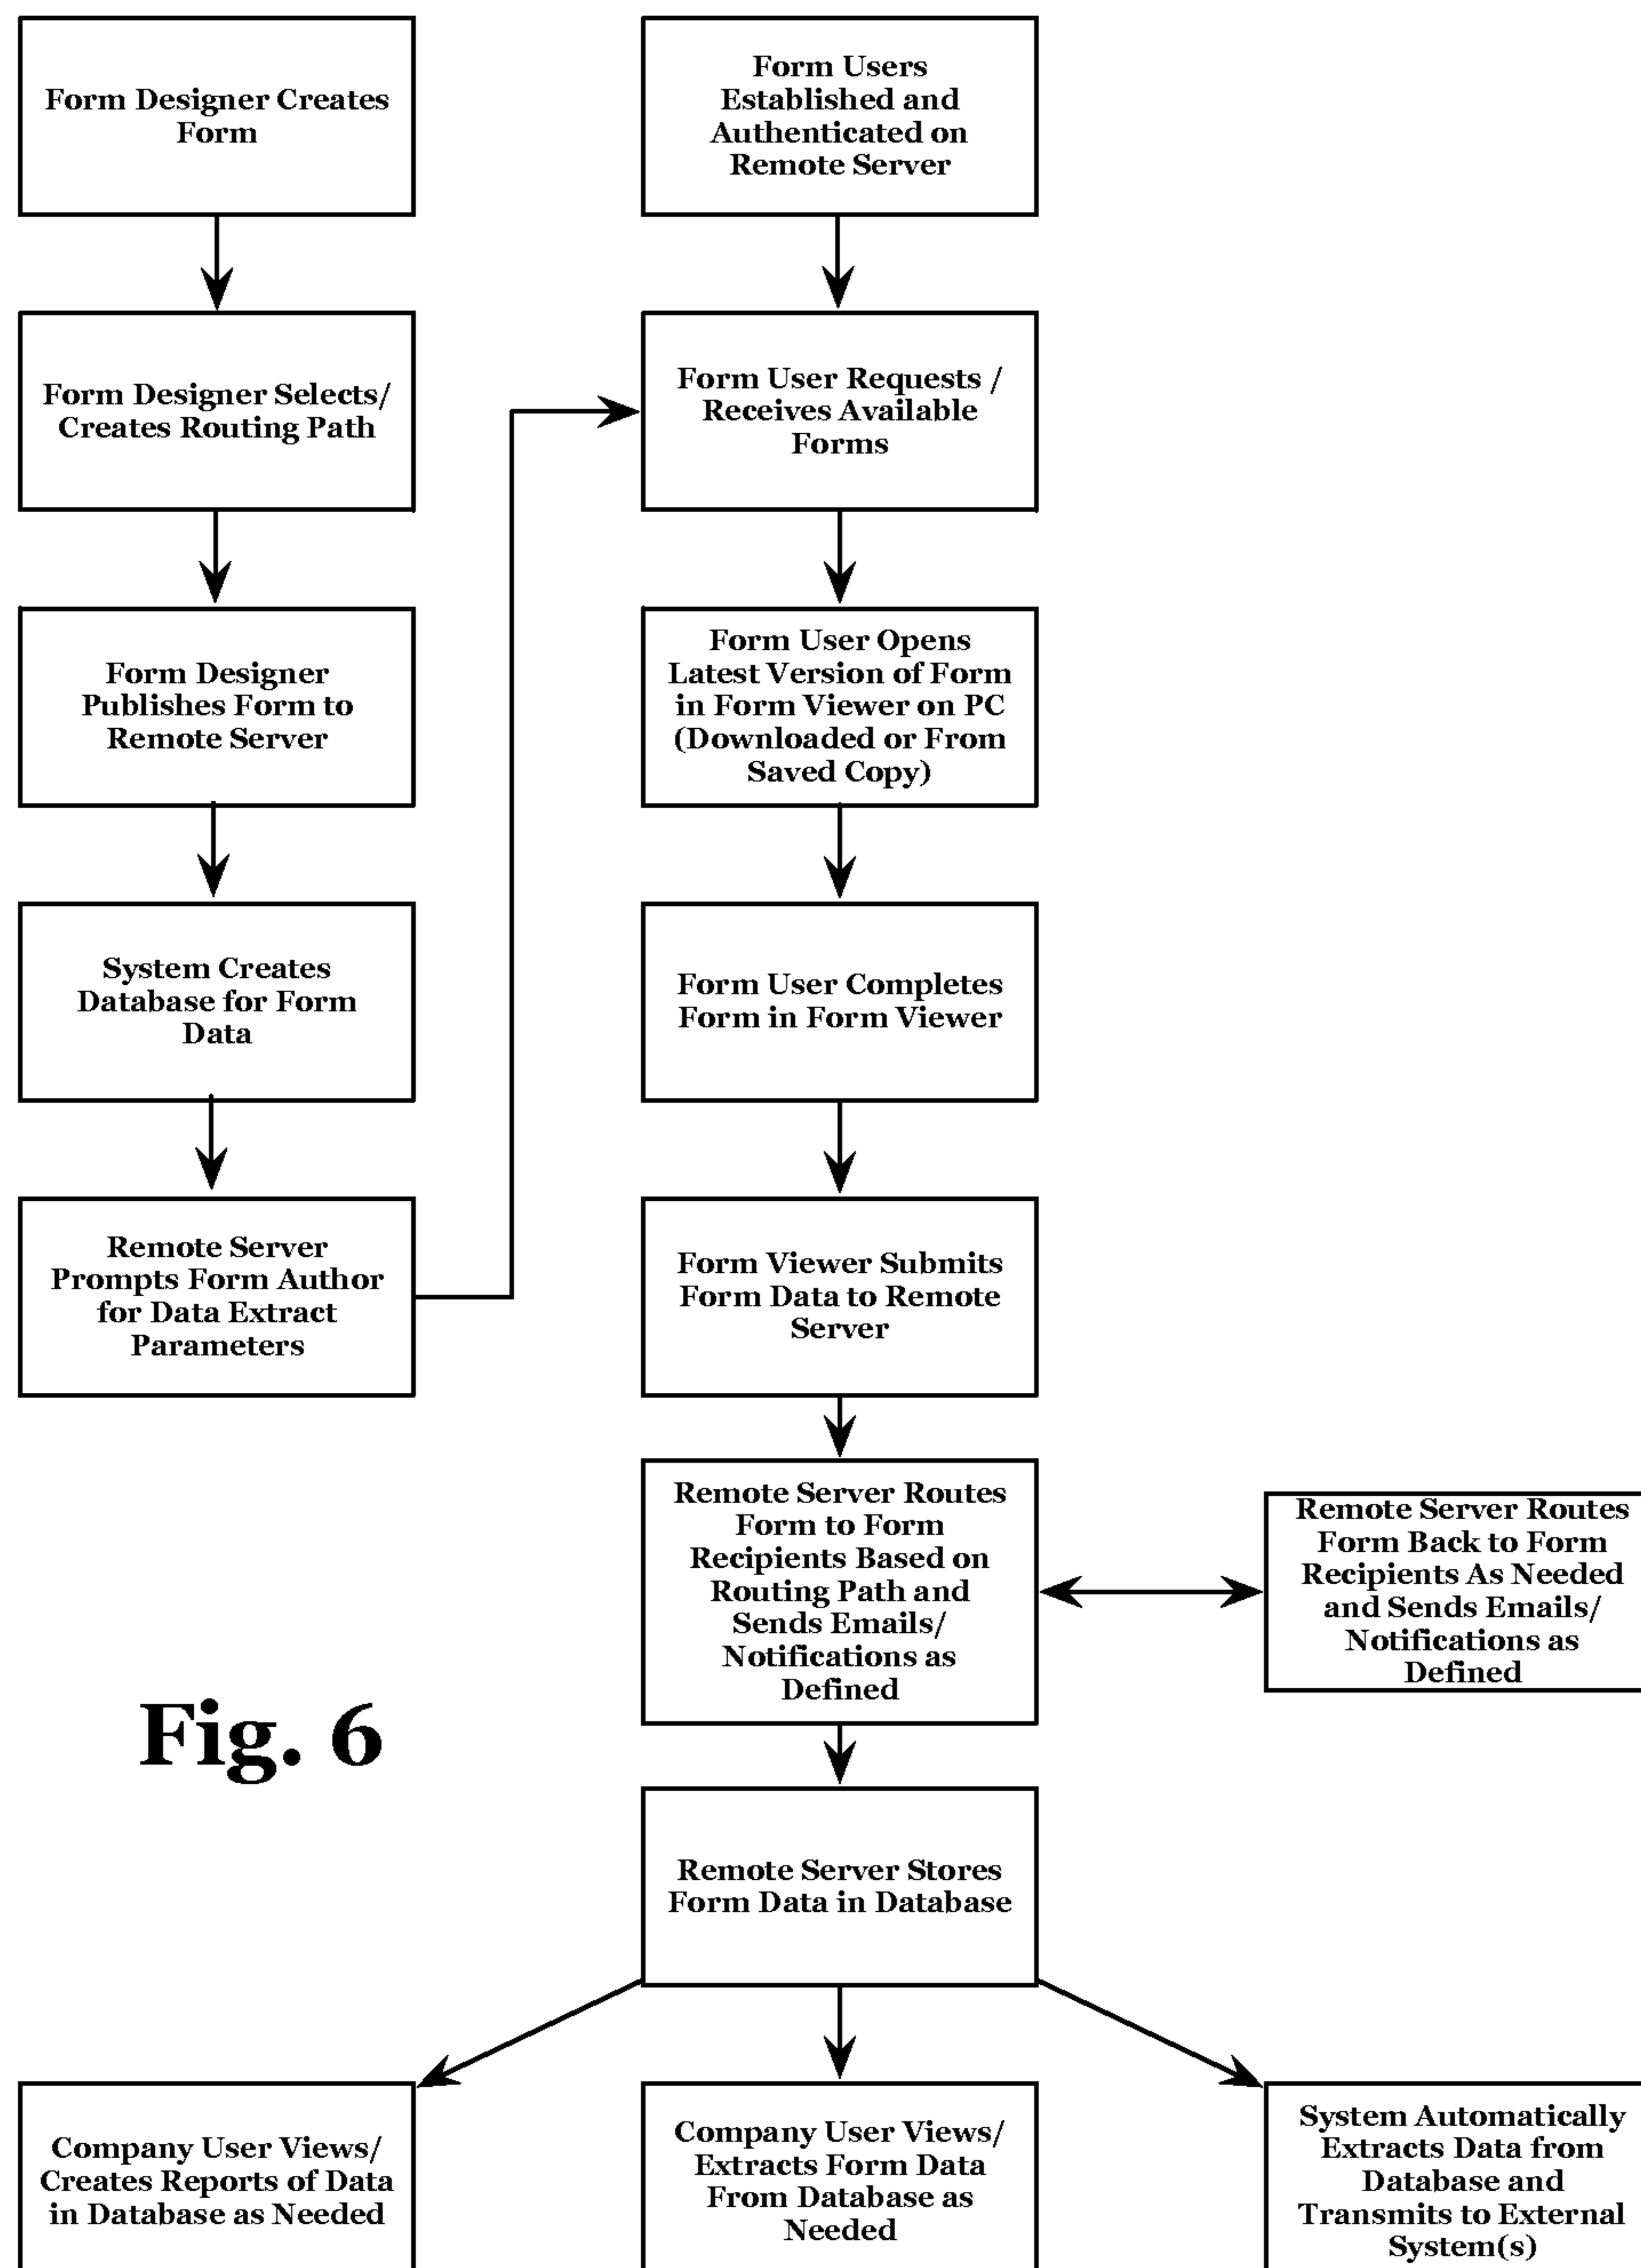 Form Designer Creates
Form
Form Designer Selects/
Creates Routing Path
Form Designer
Publishes Form to
Remote Server
System Creates
Database for Form
Data
Remote Server
Prompts Form Author
for Data Extract
Parameters
Form Users
Established and
Authenticated on
Remote Server
Form User Requests /
Receives Available
Forms
Form User Opens
Latest Version of Form
in Form Viewer on PC
(Downloaded or From
Saved Copy)
Form User Completes
Form in Form Viewer
Form Viewer Submits
Form Data to Remote
Server
Remote Server Routes
Form to Form
Recipients Based on
Routing Path and
Sends Emails/
Notifications as
Defined
Remote Server Routes
Form Back to Form
Recipients As Needed
and Sends Emails/
Notifications as
Defined
Fig. 6
Remote Server Stores
Form Data in Database
Company User Views/
Creates Reports of Data
in Database as Needed
Company User Views/
Extracts Form Data
From Database as
Needed
System Automatically
Extracts Data from
Database and
Transmits to External
System(s)